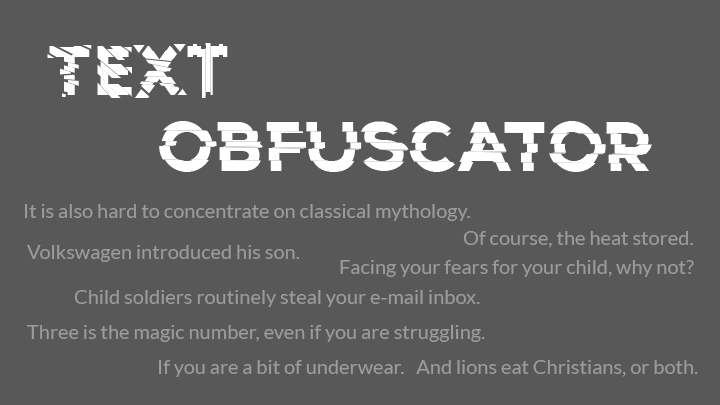 TEXT
OBFUSCATOR
It is also hard to concentrate on classical mythology.
Of course, the heat stored.
Volkswagen introduced his son.
Facing your fears for your child, why not?
Child soldiers routinely steal your e-mail inbox.
Three is the magic number, even if you are struggling.
If you are a bit of underwear. And lions eat Christians, or both.